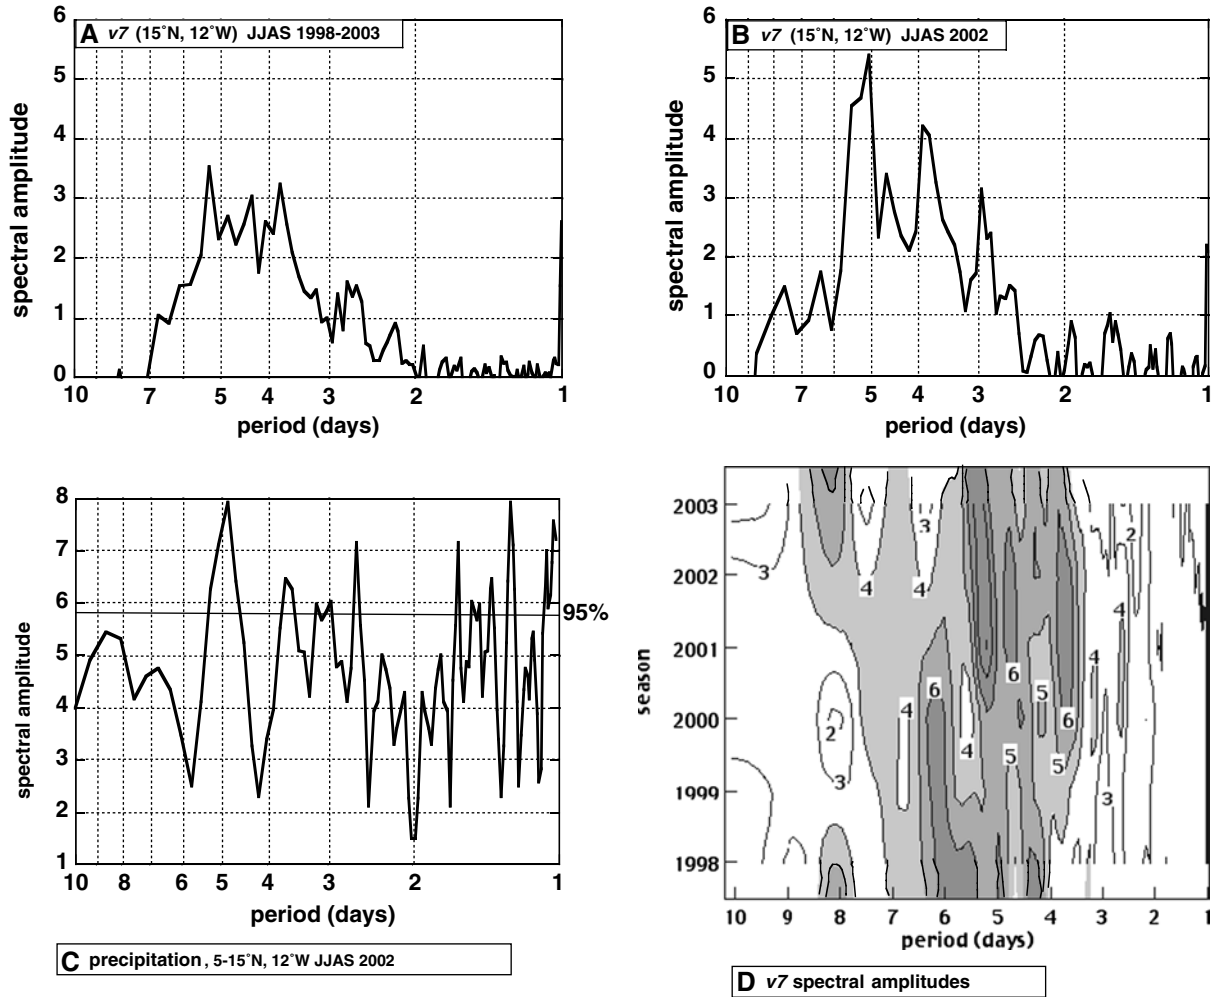 A v7 (15˚N, 12˚W) JJAS 1998-2003
6
5
4
3
2
1
0
spectral amplitude
10 7 5 4 3 2 1
period (days)
B v7 (15˚N, 12˚W) JJAS 2002
6
5
4
3
2
1
0
spectral amplitude
10 7 5 4 3 2 1
period (days)
8
7
6
5
4
3
2
1
spectral amplitude
95%
10 8 6 5 4 3 2 1
period (days)
C precipitation, 5-15˚N, 12˚W JJAS 2002
2003
2002
2001
2000
1999
1998
season
3
2
3
4
4
4
6
6
5
4
2
4
6
4
5
5
3
3
10 9 8 7 6 5 4 3 2 1
period (days)
D v7 spectral amplitudes